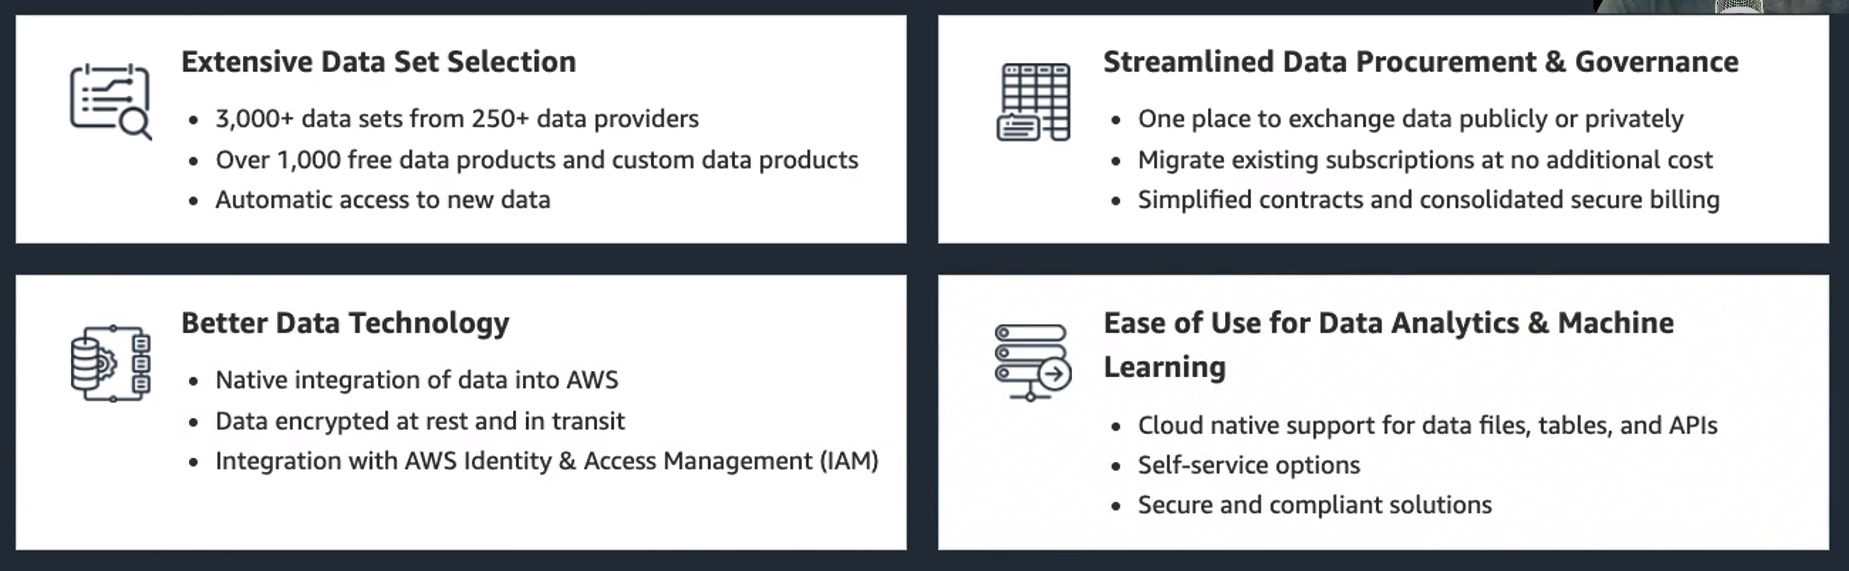 Extensive Data Set Selection
• 3,000+ data sets from 250+ data providers
• Over 1,000 free data products and custom data products
• Automatic access to new data
Streamlined Data Procurement & Governance
• One place to exchange data publicly or privately
• Migrate existing subscriptions at no additional cost
• Simplified contracts and consolidated secure billing
Better Data Technology
• Native integration of data into AWS
• Data encrypted at rest and in transit
• Integration with AWS Identity & Access Management (IAM)
Ease of Use for Data Analytics & Machine
Learning
• Cloud native support for data files, tables, and APIs
• Self-service options
• Secure and compliant solutions